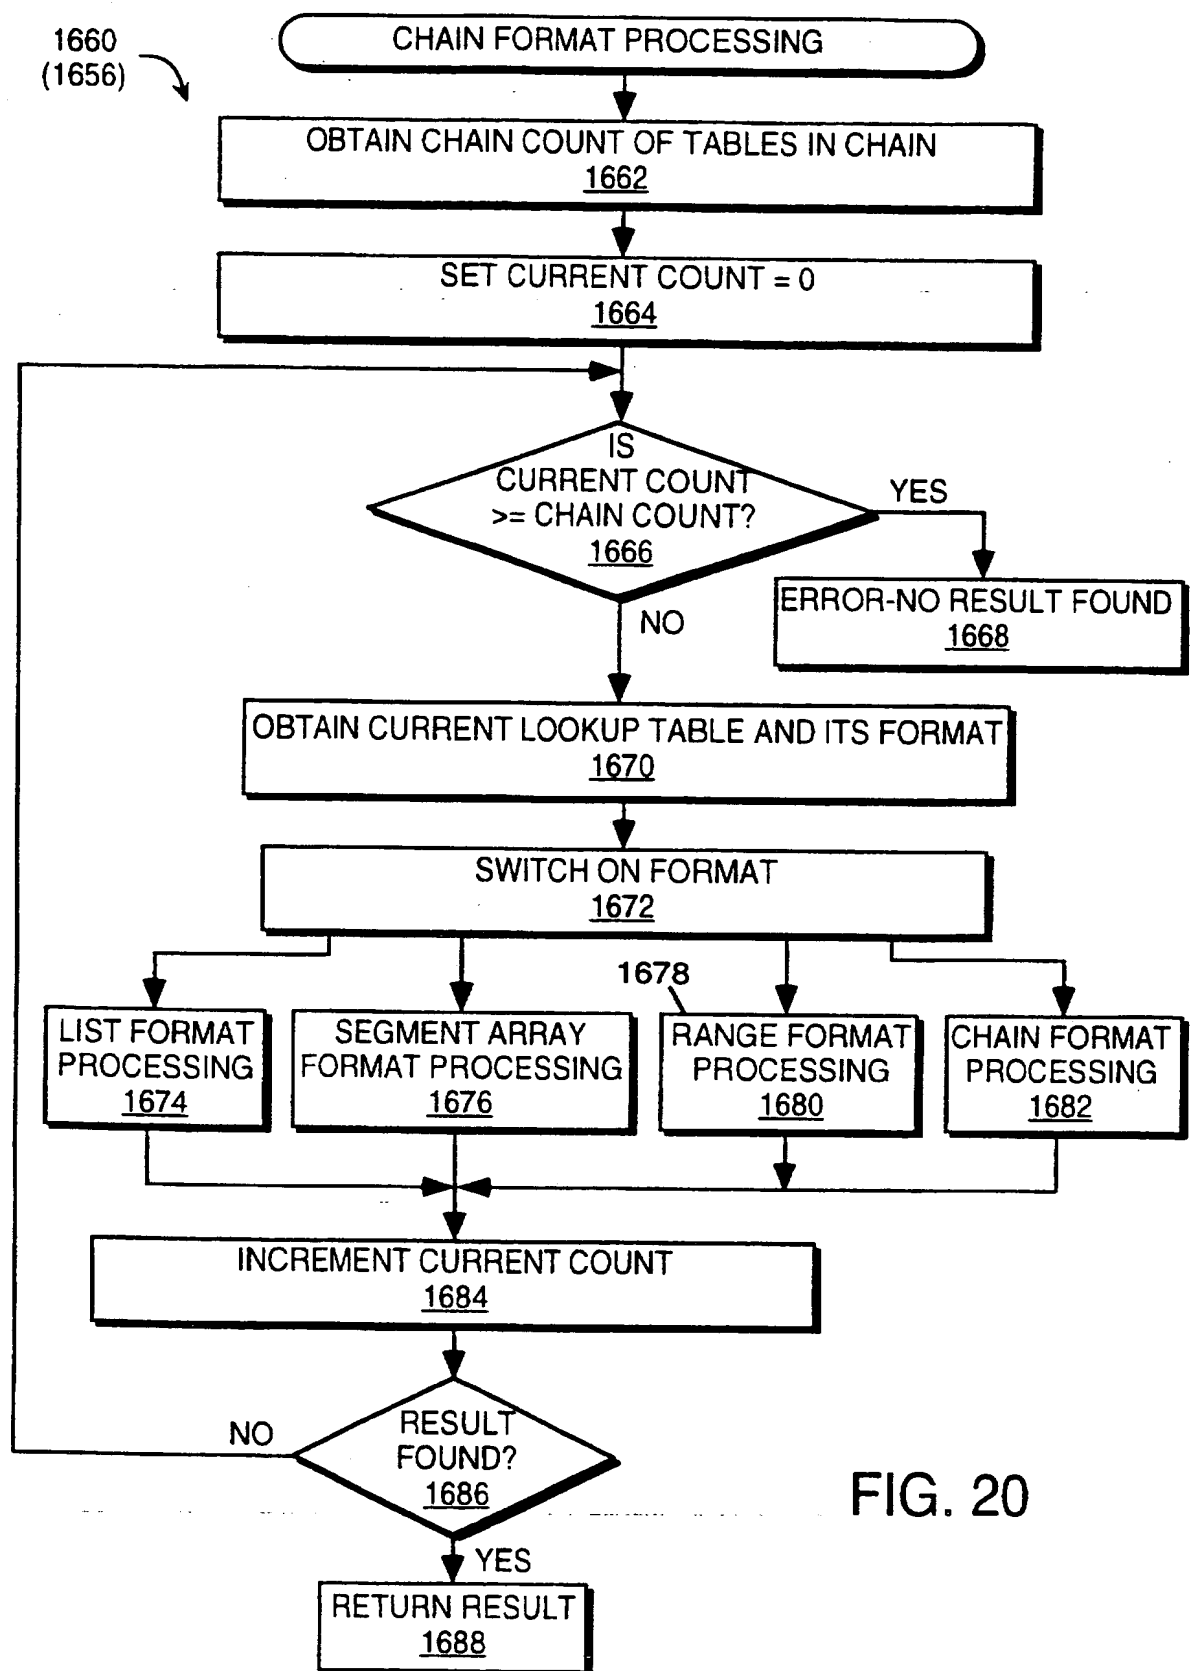 1660
(1656)
CHAIN FORMAT PROCESSING
OBTAIN CHAIN COUNT OF TABLES IN CHAIN
1662
SET CURRENT COUNT = 0
1664
IS
CURRENT COUNT
>= CHAIN COUNT?
1666
YES
ERROR-NO RESULT FOUND
1668
NO
OBTAIN CURRENT LOOKUP TABLE AND ITS FORMAT
1670
SWITCH ON FORMAT
1672
LIST FORMAT
PROCESSING
1674
SEGMENT ARRAY
FORMAT PROCESSING
1676
1678
RANGE FORMAT
PROCESSING
1680
CHAIN FORMAT
PROCESSING
1682
INCREMENT CURRENT COUNT
1684
RESULT
FOUND?
1686
NO
YES
RETURN RESULT
1688
FIG. 20